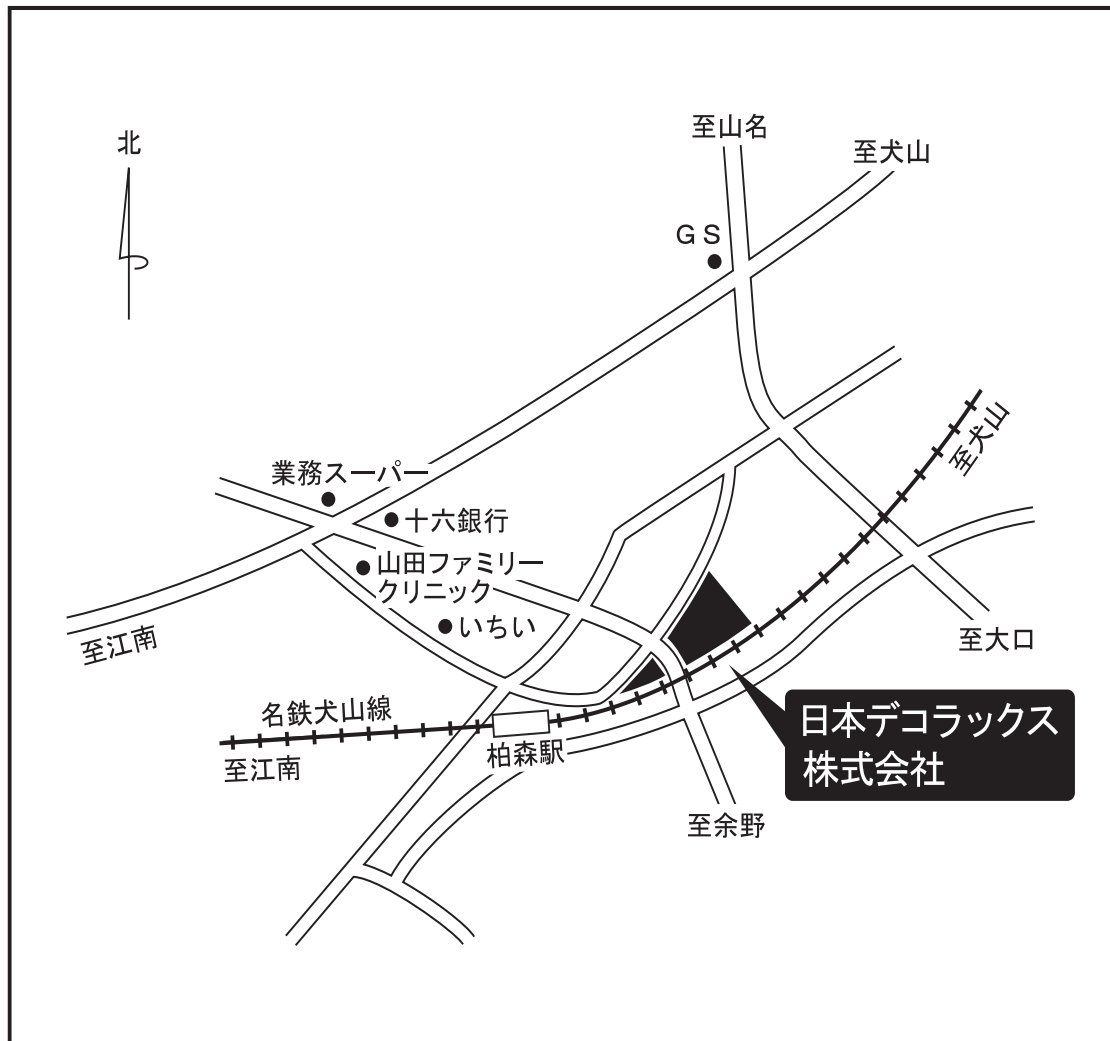 北
至山名
至犬山
ＧＳ
業務スーパー
十六銀行
山田ファミリー
クリニック
いちい
至江南
至犬山
名鉄犬山線
至江南
柏森駅
至大口
至余野
日本デコラックス
株式会社